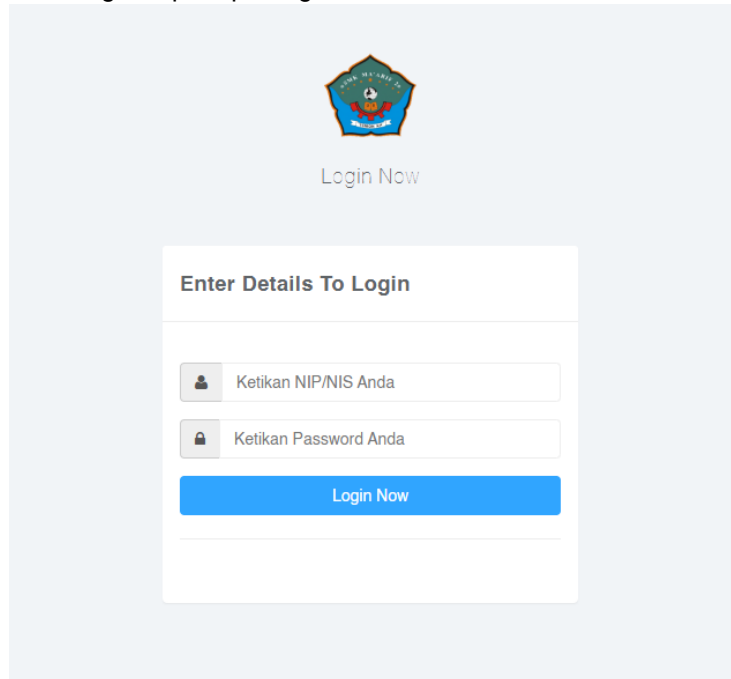 Login Now
Enter Details To Login
Ketikan NIP/NIS Anda
Ketikan Password Anda
Login Now